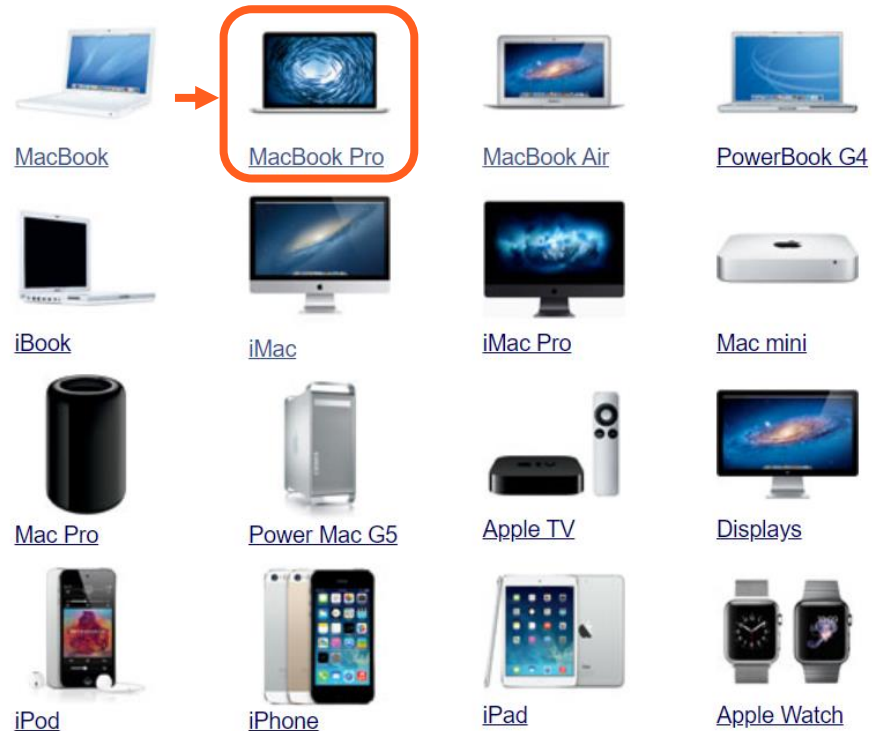 MacBook
MacBook Pro
MacBook Air
PowerBook G4
iBook
iMac
iMac Pro
Mac mini
Mac Pro
Power Mac G5
Apple TV
Displays
iPod
iPhone
iPad
Apple Watch